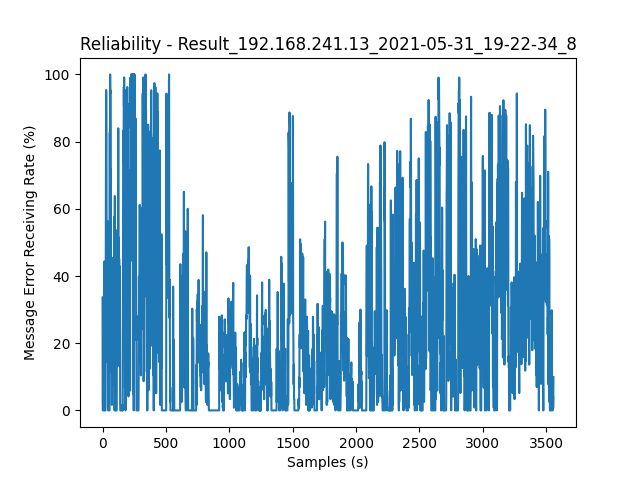 Reliability - Result_192.168.241.13_2021-05-31_19-22-34_8
Message Error Receiving Rate (%)
100
80
60
40
20
0
0 500 1000 1500 2000 2500 3000 3500
Samples (s)